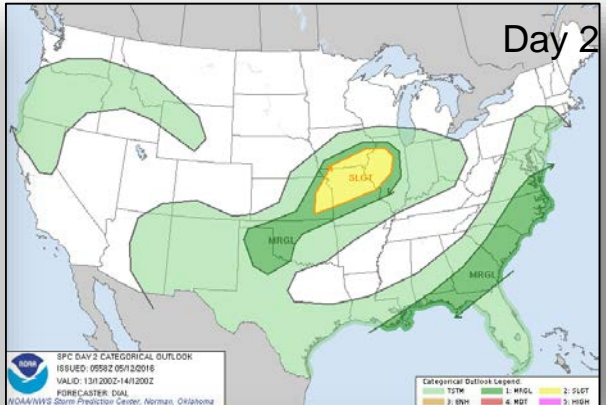 Day 2
SLGT
MRGL
MRGL
NOAA
SPC DAY 2 CATEGORICAL OUTLOOK
ISSUED: 0558Z 05/12/2016
VALID: 13/1200Z-14/1200Z
FORECASTER: DIAL
NOAA/NWS Storm Prediction Center, Norman, Oklahoma
Categorical Outlook Legend:
TSTM 1: MRGL 2: SLGT
3: ENH 4: MDT 5: HIGH